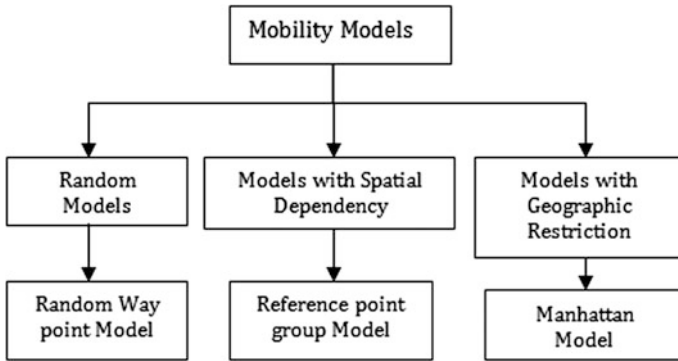 Mobility Models
Random
Models
Models with Spatial
Dependency
Models with
Geographic
Restriction
Random Way
point Model
Reference point
group Model
Manhattan
Model